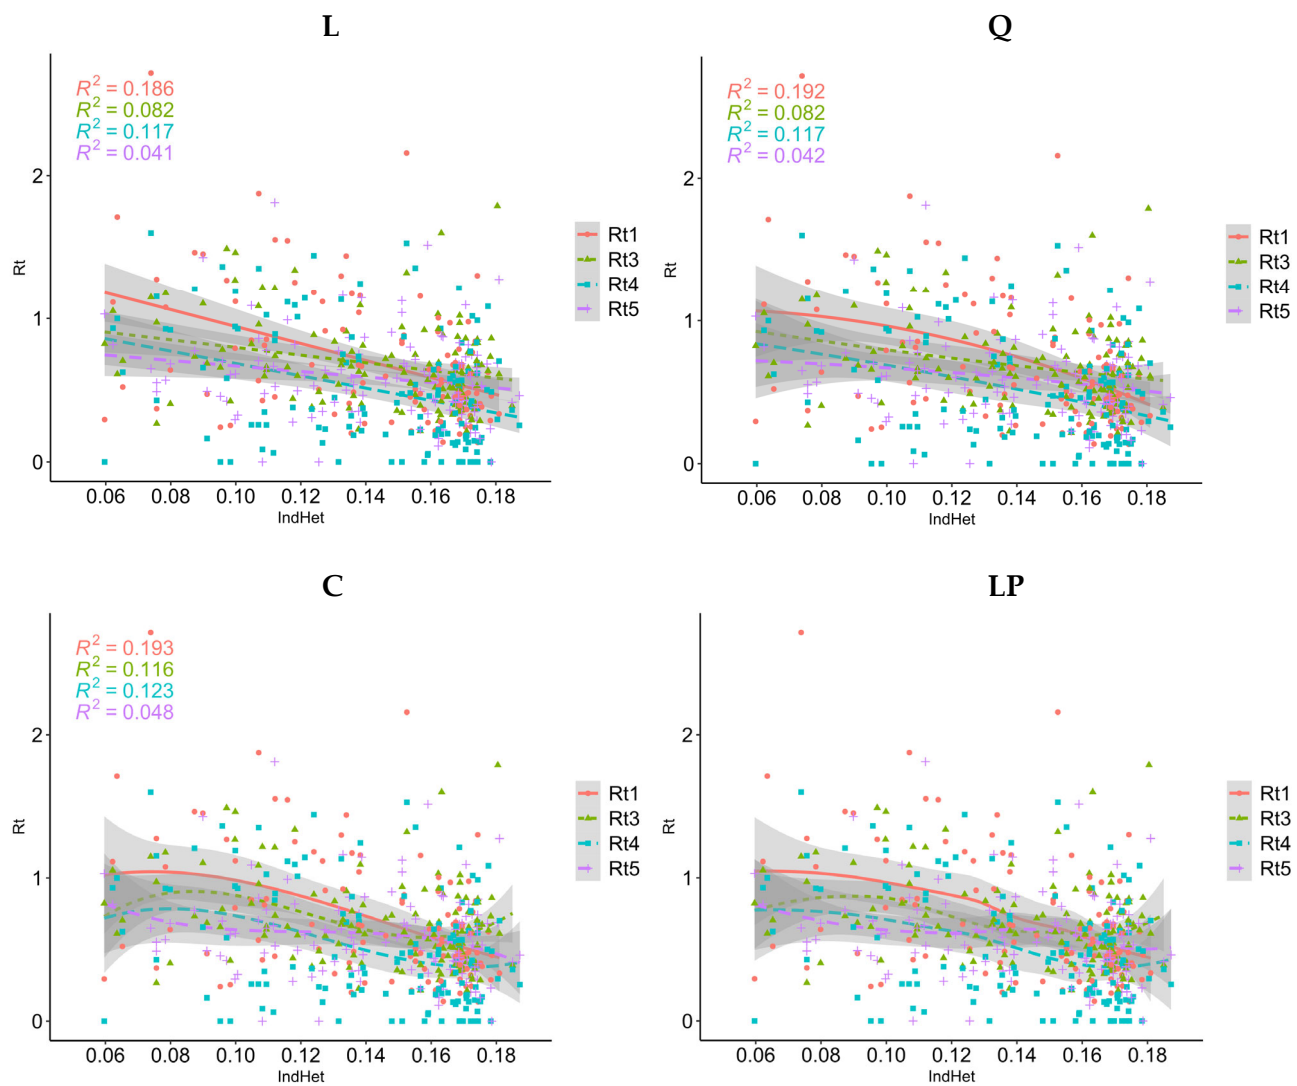 L
R² = 0.186
R² = 0.082
R² = 0.117
R² = 0.041
2
1
0
Rt
0.06 0.08 0.10 0.12 0.14 0.16 0.18
IndHet
Rt1
Rt3
Rt4
Rt5
Q
R² = 0.192
R² = 0.082
R² = 0.117
R² = 0.042
2
1
0
Rt
0.06 0.08 0.10 0.12 0.14 0.16 0.18
IndHet
Rt1
Rt3
Rt4
Rt5
C
R² = 0.193
R² = 0.116
R² = 0.123
R² = 0.048
2
1
0
Rt
0.06 0.08 0.10 0.12 0.14 0.16 0.18
IndHet
Rt1
Rt3
Rt4
Rt5
LP
2
1
0
Rt
0.06 0.08 0.10 0.12 0.14 0.16 0.18
IndHet
Rt1
Rt3
Rt4
Rt5